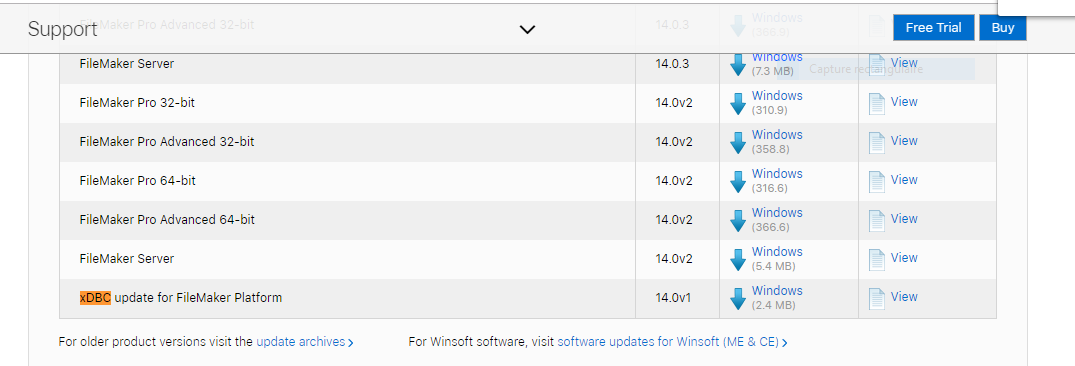 FileMaker Pro Advanced 32-bit 14.0.3 Windows
Support Free Trial Buy
(368.9)
FileMaker Server 14.0.3 Windows View
(7.3 MB) Capture rectangulaire
FileMaker Pro 32-bit 14.0v2 Windows View
(310.9)
FileMaker Pro Advanced 32-bit 14.0v2 Windows View
(358.8)
FileMaker Pro 64-bit 14.0v2 Windows View
(316.6)
FileMaker Pro Advanced 64-bit 14.0v2 Windows View
(366.6)
FileMaker Server 14.0v2 Windows View
(5.4 MB)
xDBC update for FileMaker Platform 14.0v1 Windows View
(2.4 MB)
For older product versions visit the update archives For Winsoft software, visit software updates for Winsoft (ME & CE)